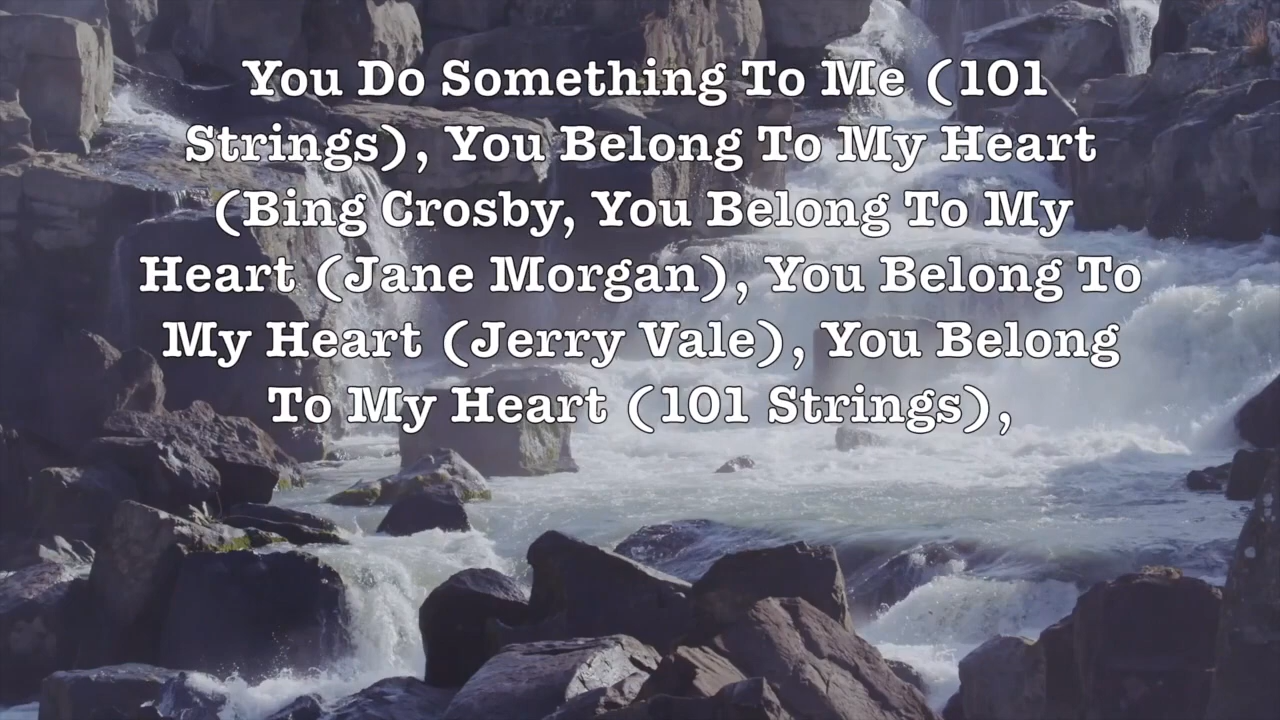 You Do Something To Me (101
Strings), You Belong To My Heart
(Bing Crosby, You Belong To My
Heart (Jane Morgan), You Belong To
My Heart (Jerry Vale), You Belong
To My Heart (101 Strings),